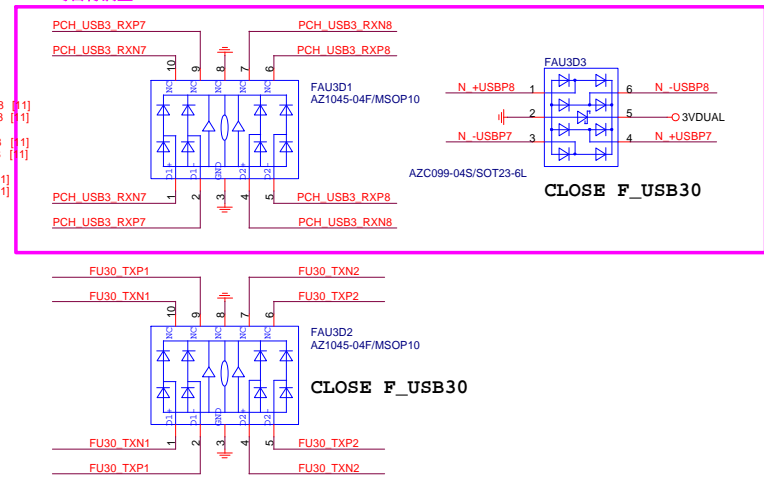 PCH_USB3_RXP7
PCH_USB3_RXN8
PCH_USB3_RXN7
PCH_USB3_RXP8
10
9
8
7
6
NC
NC
NC
NC
FAU3D1
AZ1045-04F/MSOP10
D1+
D1-
GND
D2+
D2-
1
2
3
4
5
PCH_USB3_RXN7
PCH_USB3_RXP8
PCH_USB3_RXP7
PCH_USB3_RXN8
FAU3D3
N_+USBP8
1
6
N_-USBP8
2
5
3VDUAL
N_-USBP7
3
4
N_+USBP7
AZC099-04S/SOT23-6L
CLOSE F_USB30
[11]
[11]
[11]
[11]
FU30_TXP1
FU30_TXN2
FU30_TXN1
FU30_TXP2
10
9
8
7
6
NC
NC
NC
NC
FAU3D2
AZ1045-04F/MSOP10
CLOSE F_USB30
D1+
D1-
GND
D2+
D2-
1
2
3
4
5
FU30_TXN1
FU30_TXP2
FU30_TXP1
FU30_TXN2